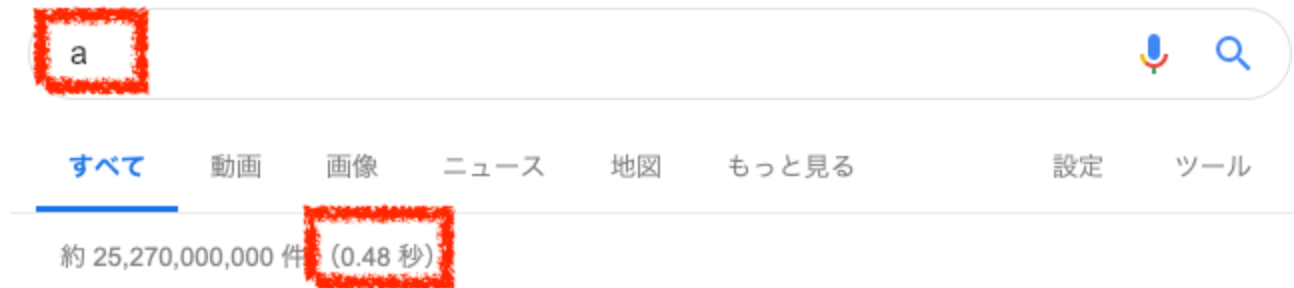 a
すべて 動画 画像 ニュース 地図 もっと見る 設定 ツール
約 25,270,000,000 件 （0.48 秒）